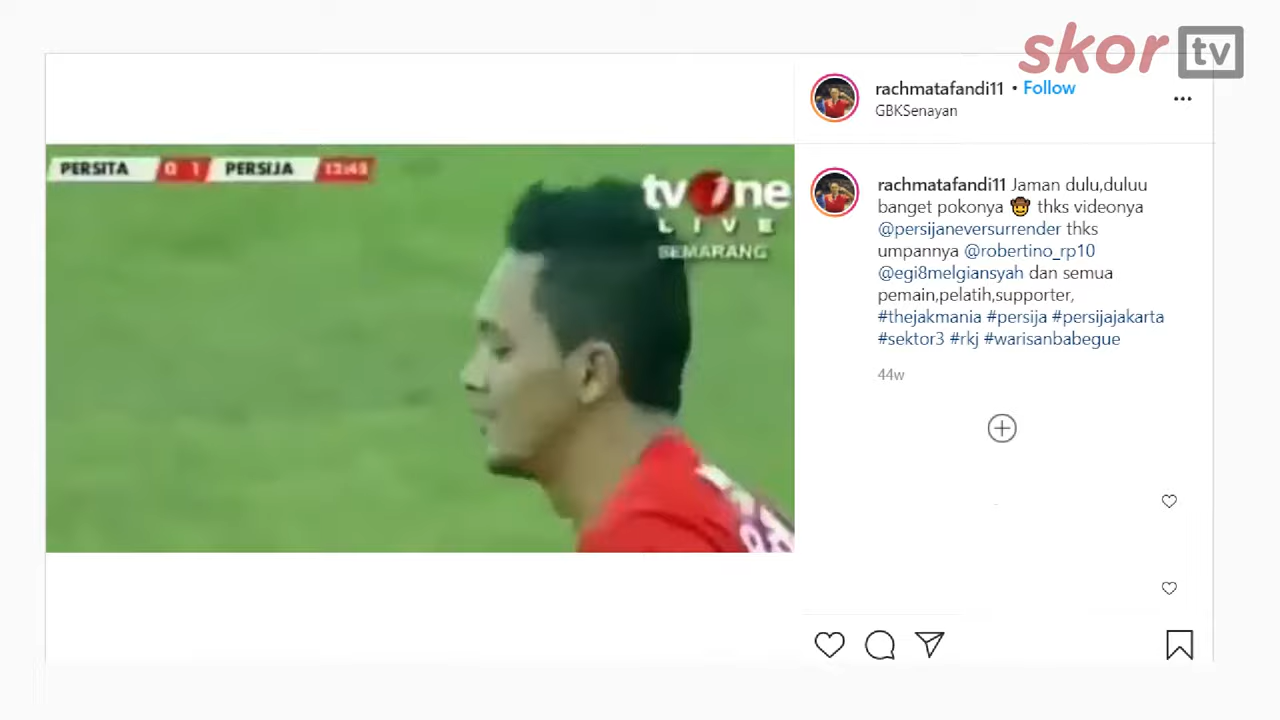 skor tv
rachmatafandi11 • Follow
GBKSenayan
PERSITA 0 1 PERSIJA 12:45
tvOne
LIVE
SEMARANG
rachmatafandi11 Jaman dulu,duluu
banget pokonya 🤠 thks videonya
@persijaneversurrender thks
umpannya @robertino_rp10
@egi8melgiansyah dan semua
pemain,pelatih,supporter,
#thejakmania #persija #persijajakarta
#sektor3 #rkj #warisanbabegue
44w